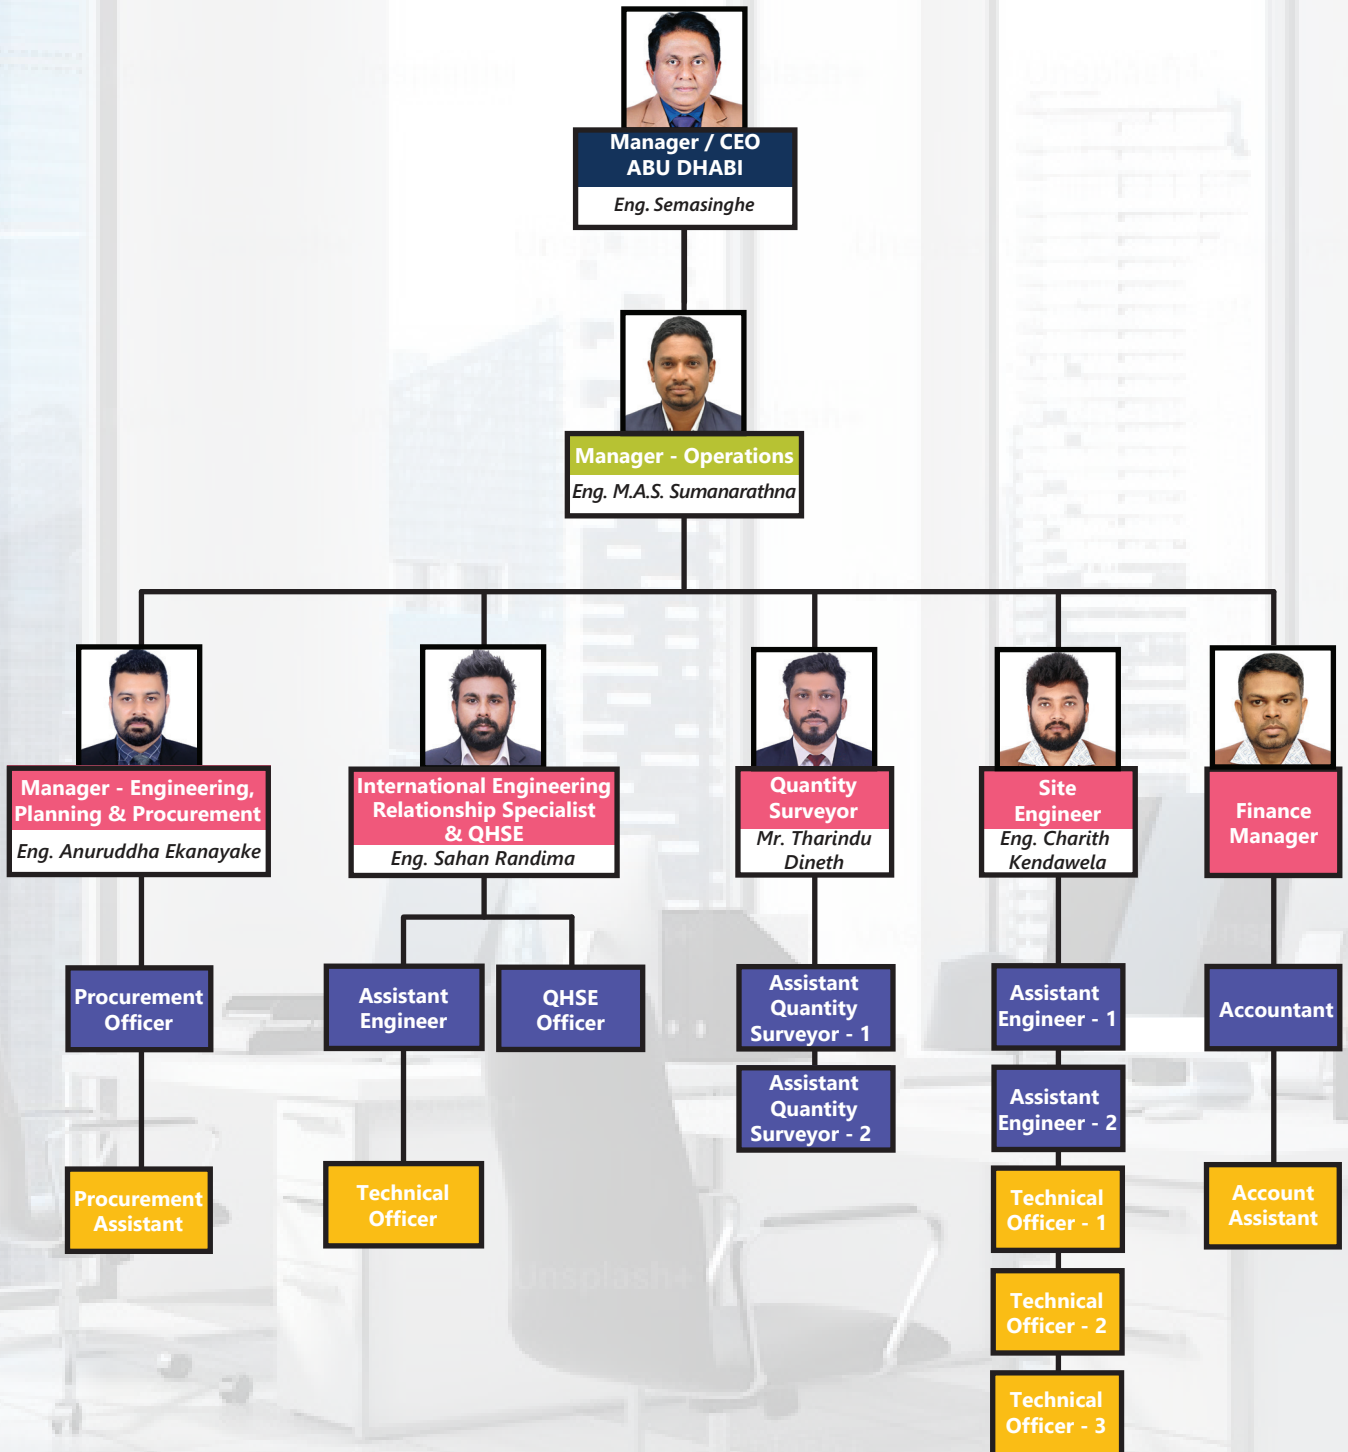 Manager / CEO
ABU DHABI
Eng. Semasinghe
Manager - Operations
Eng. M.A.S. Sumanarathna
Manager - Engineering,
Planning & Procurement
Eng. Anuruddha Ekanayake
International Engineering
Relationship Specialist
& QHSE
Eng. Sahan Randima
Quantity
Surveyor
Mr. Tharindu
Dineth
Site
Engineer
Eng. Charith
Kendawela
Finance
Manager
Procurement
Officer
Assistant
Engineer
QHSE
Officer
Assistant
Quantity
Surveyor - 1
Assistant
Engineer - 1
Accountant
Assistant
Quantity
Surveyor - 2
Assistant
Engineer - 2
Procurement
Assistant
Technical
Officer
Technical
Officer - 1
Account
Assistant
Technical
Officer - 2
Technical
Officer - 3
Unsplash+